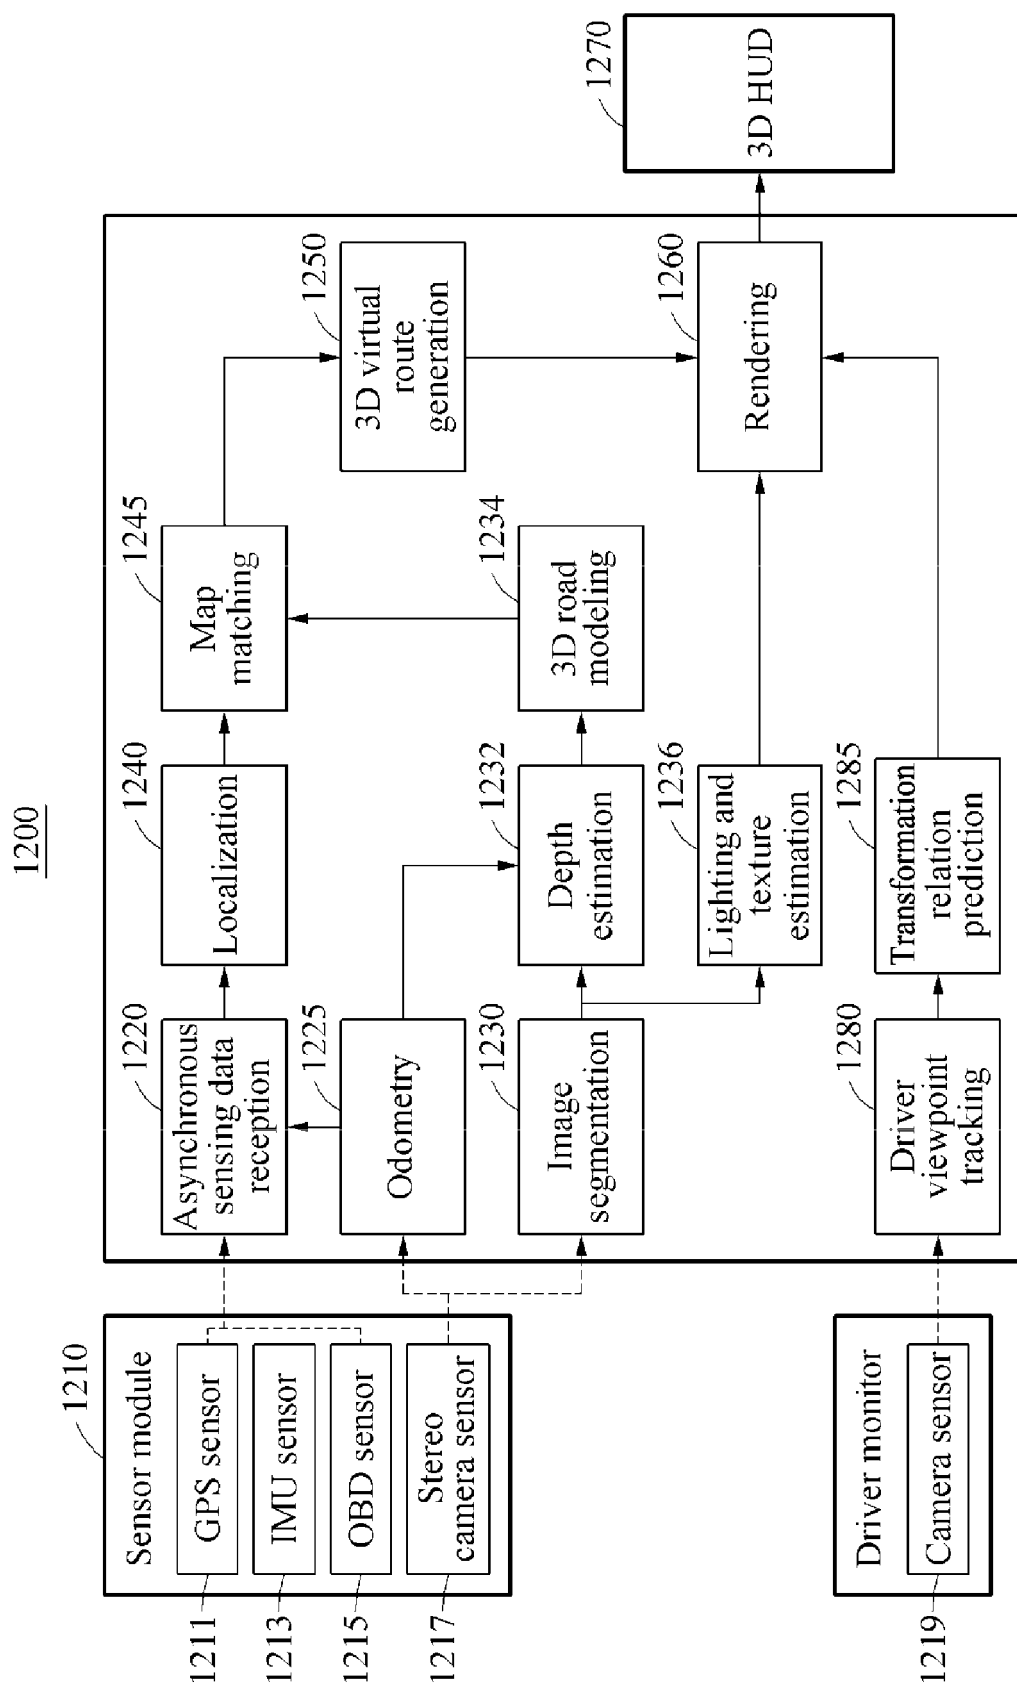 1200
1210
Sensor module
GPS sensor
1211
IMU sensor
1213
OBD sensor
1215
Stereo
camera sensor
1217
Driver monitor
Camera sensor
1219
1220
Asynchronous
sensing data
reception
1225
Odometry
1230
Image
segmentation
1280
Driver
viewpoint
tracking
1240
Localization
1232
Depth
estimation
1236
Lighting and
texture
estimation
1285
Transformation
relation
prediction
1245
Map
matching
1234
3D road
modeling
1250
3D virtual
route
generation
1260
Rendering
1270
3D HUD